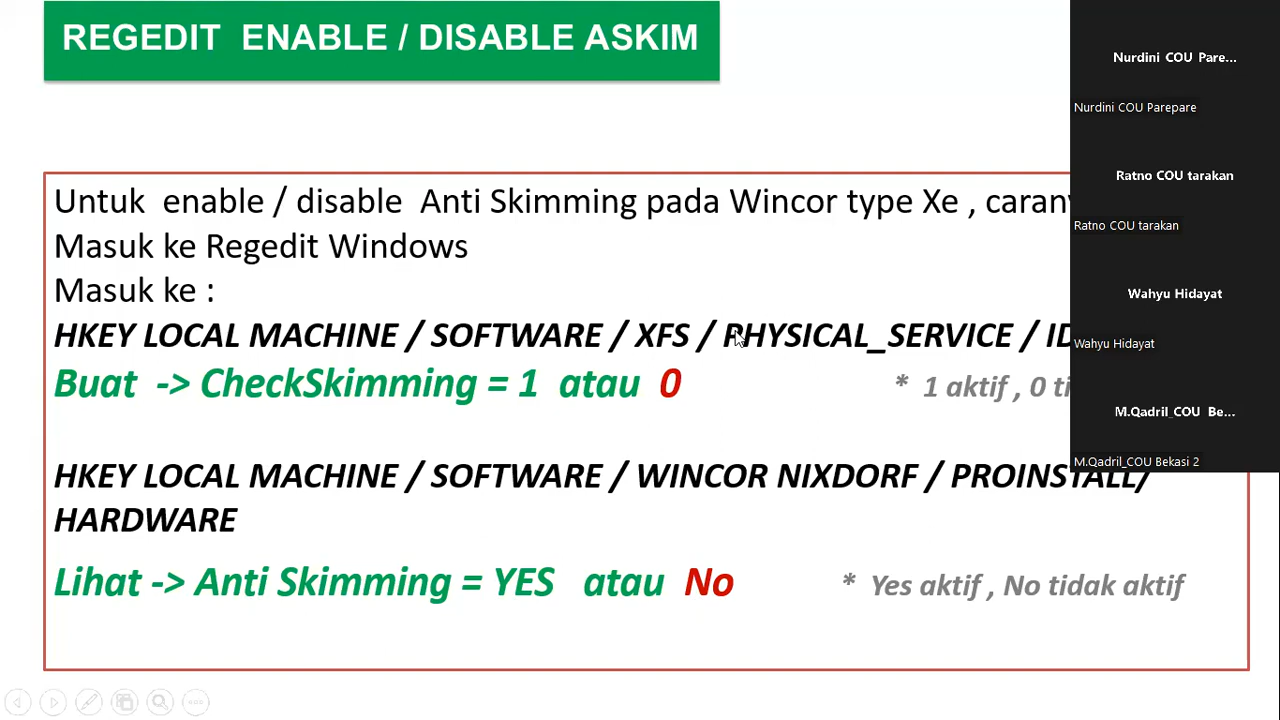 REGEDIT ENABLE / DISABLE ASKIM
Untuk enable / disable Anti Skimming pada Wincor type Xe ,
Masuk ke Regedit Windows
Masuk ke :
HKEY LOCAL MACHINE / SOFTWARE / XFS / PHYSICAL_SERVICE /
Buat -> CheckSkimming = 1 atau 0 * 1 aktif , 0
HKEY LOCAL MACHINE / SOFTWARE / WINCOR NIXDORF / PROINSTALL/
HARDWARE
Lihat -> Anti Skimming = YES atau No * Yes aktif , No tidak aktif
Nurdini COU Pare...
Nurdini COU Parepare
Ratno COU tarakan
Ratno COU tarakan
Wahyu Hidayat
Wahyu Hidayat
M.Qadril_COU Be...
M.Qadril_COU Bekasi 2